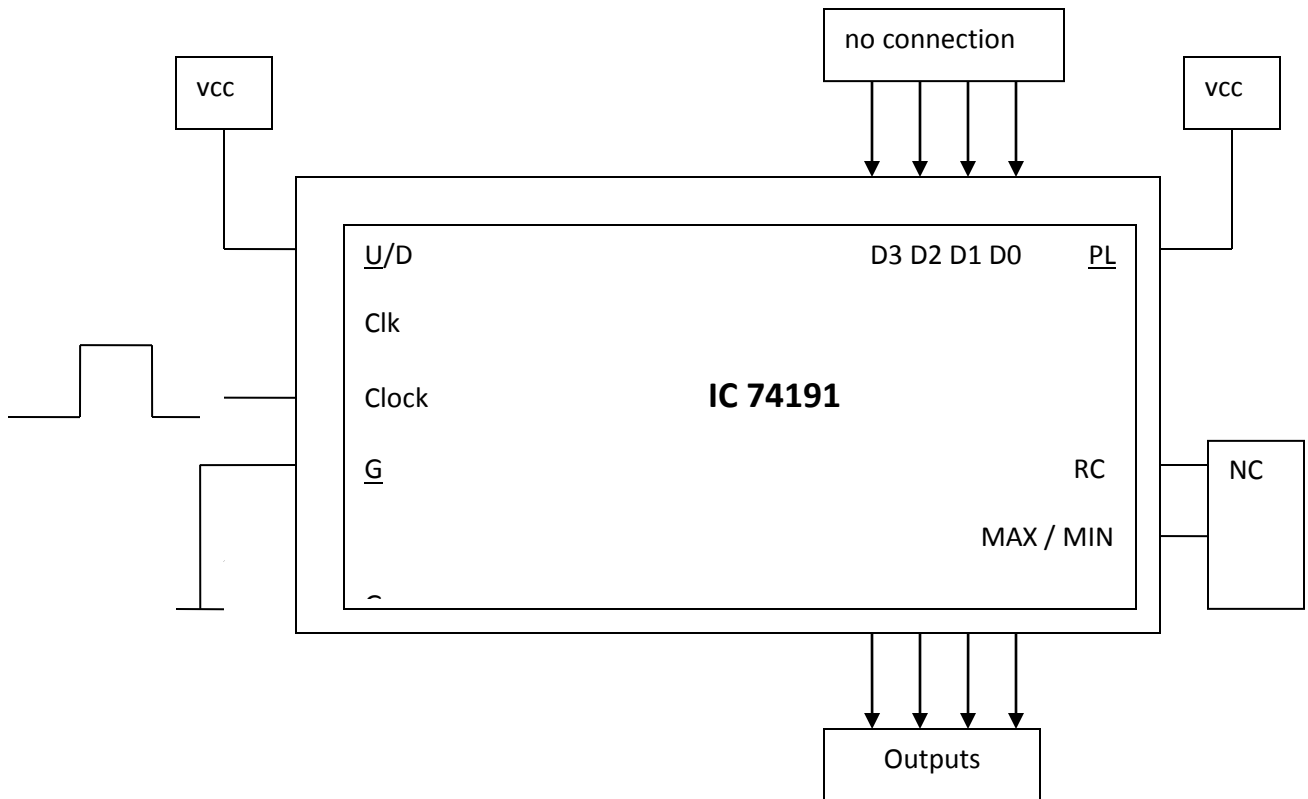 no connection
vcc
vcc
U/D
D3 D2 D1 D0
PL
Clk
Clock
IC 74191
G
RC
NC
MAX / MIN
Outputs